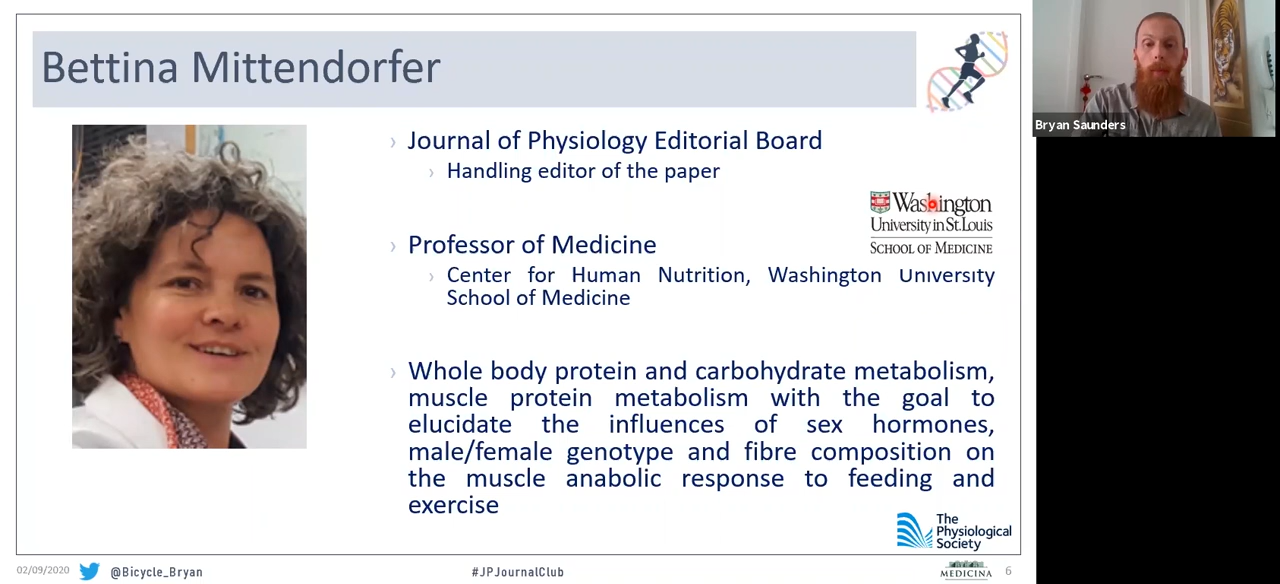 Bettina Mittendorfer
Bryan Saunders
Journal of Physiology Editorial Board
Handling editor of the paper
Washington
University in St. Louis
SCHOOL OF MEDICINE
Professor of Medicine
Center for Human Nutrition, Washington University
School of Medicine
Whole body protein and carbohydrate metabolism,
muscle protein metabolism with the goal to
elucidate the influences of sex hormones,
male/female genotype and fibre composition on
the muscle anabolic response to feeding and
exercise
The
Physiological
Society
02/09/2020
@Bicycle_Bryan
#JPJournalClub
MEDICINA
6